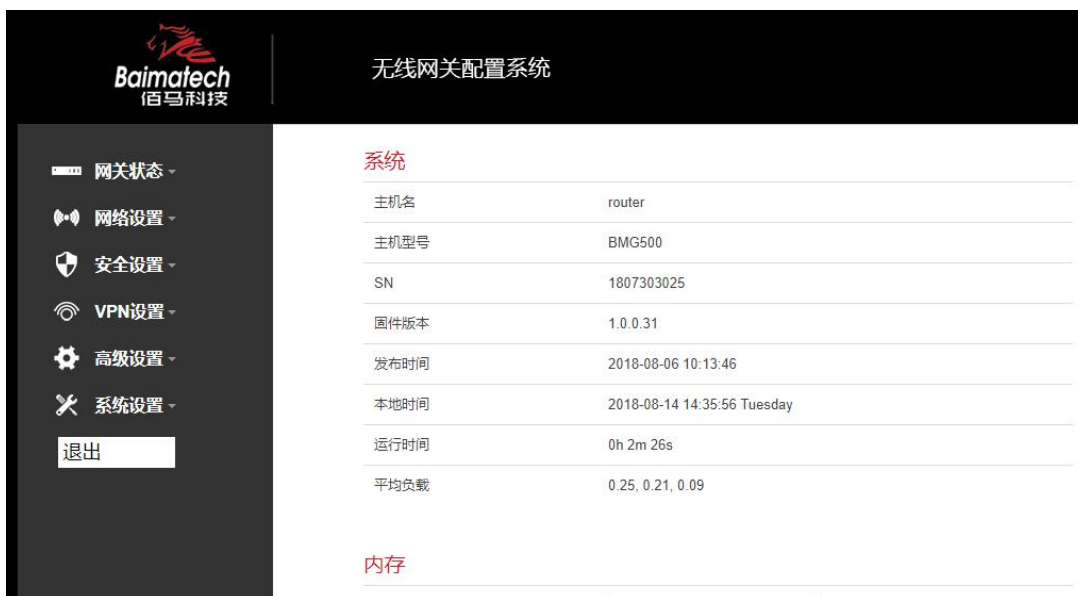 Baimatech
佰马科技
无线网关配置系统
网关状态
网络设置
安全设置
VPN设置
高级设置
系统设置
退出
系统
主机名 router
主机型号 BMG500
SN 1807303025
固件版本 1.0.0.31
发布时间 2018-08-06 10:13:46
本地时间 2018-08-14 14:35:56 Tuesday
运行时间 0h 2m 26s
平均负载 0.25, 0.21, 0.09
内存